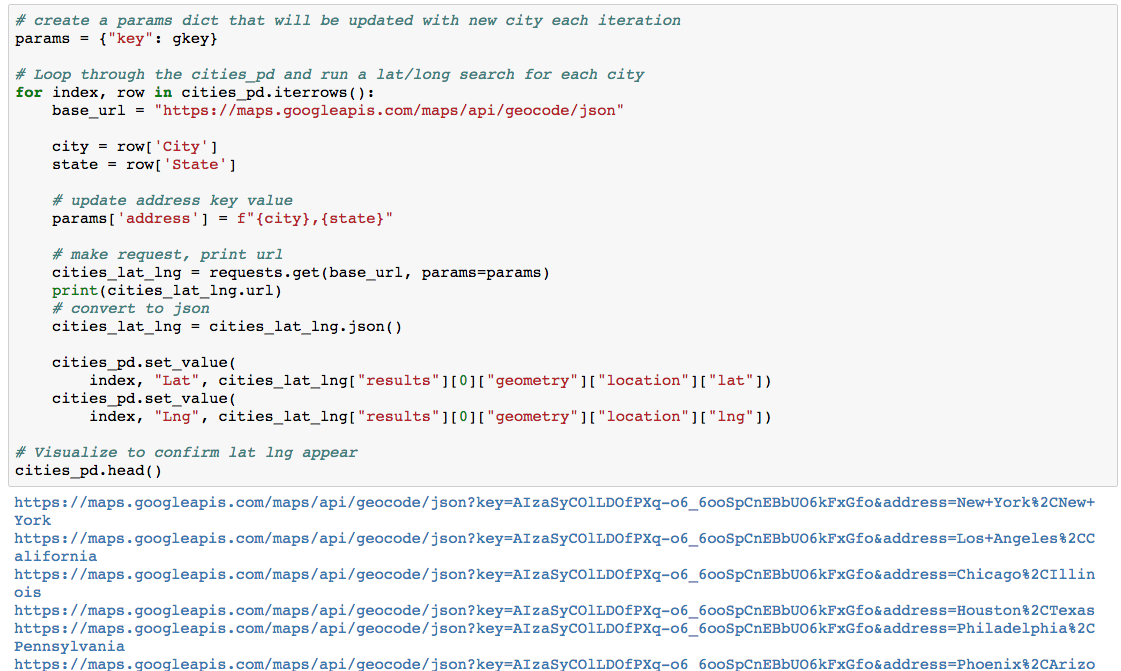 # create a params dict that will be updated with new city each iteration
params = {"key": gkey}
# Loop through the cities_pd and run a lat/long search for each city
for index, row in cities_pd.iterrows():
    base_url = "https://maps.googleapis.com/maps/api/geocode/json"
    city = row['City']
    state = row['State']
    # update address key value
    params['address'] = f"{city},{state}"
    # make request, print url
    cities_lat_lng = requests.get(base_url, params=params)
    print(cities_lat_lng.url)
    # convert to json
    cities_lat_lng = cities_lat_lng.json()
    cities_pd.set_value(
        index, "Lat", cities_lat_lng["results"][0]["geometry"]["location"]["lat"])
    cities_pd.set_value(
        index, "Lng", cities_lat_lng["results"][0]["geometry"]["location"]["lng"])
# Visualize to confirm lat lng appear
cities_pd.head()
https://maps.googleapis.com/maps/api/geocode/json?key=AIzaSyCOlLDOfPXq-o6_6ooSpCnEBbUO6kFxGfo&address=New+York%2CNew+
York
https://maps.googleapis.com/maps/api/geocode/json?key=AIzaSyCOlLDOfPXq-o6_6ooSpCnEBbUO6kFxGfo&address=Los+Angeles%2CC
alifornia
https://maps.googleapis.com/maps/api/geocode/json?key=AIzaSyCOlLDOfPXq-o6_6ooSpCnEBbUO6kFxGfo&address=Chicago%2CIllin
ois
https://maps.googleapis.com/maps/api/geocode/json?key=AIzaSyCOlLDOfPXq-o6_6ooSpCnEBbUO6kFxGfo&address=Houston%2CTexas
https://maps.googleapis.com/maps/api/geocode/json?key=AIzaSyCOlLDOfPXq-o6_6ooSpCnEBbUO6kFxGfo&address=Philadelphia%2C
Pennsylvania
https://maps.googleapis.com/maps/api/geocode/json?key=AIzaSyCOlLDOfPXq-o6_6ooSpCnEBbUO6kFxGfo&address=Phoenix%2CArizo